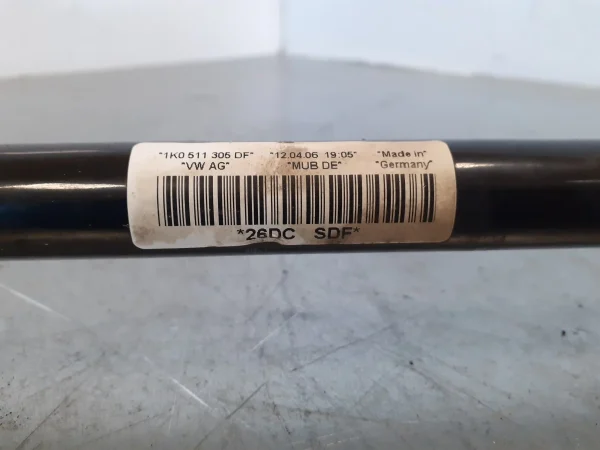 "1K0 511 305 DF" "12.04.06 19:05" "Made in"
"VW AG" "MUB DE" "Germany"
*26DC SDF*